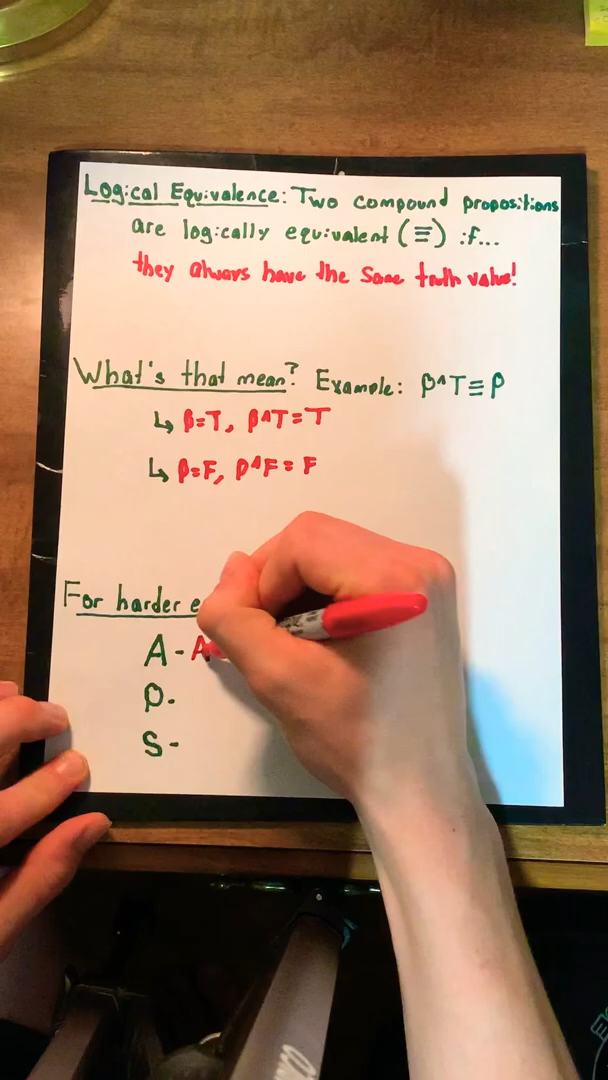 Logical Equivalence: Two compound propositions
are logically equivalent (≡) if...
they always have the same truth value!
What's that mean? Example: p^T≡p
↳ p=T, p^T=T
↳ p=F, p^F=F
For harder e
A - A
p.
S -